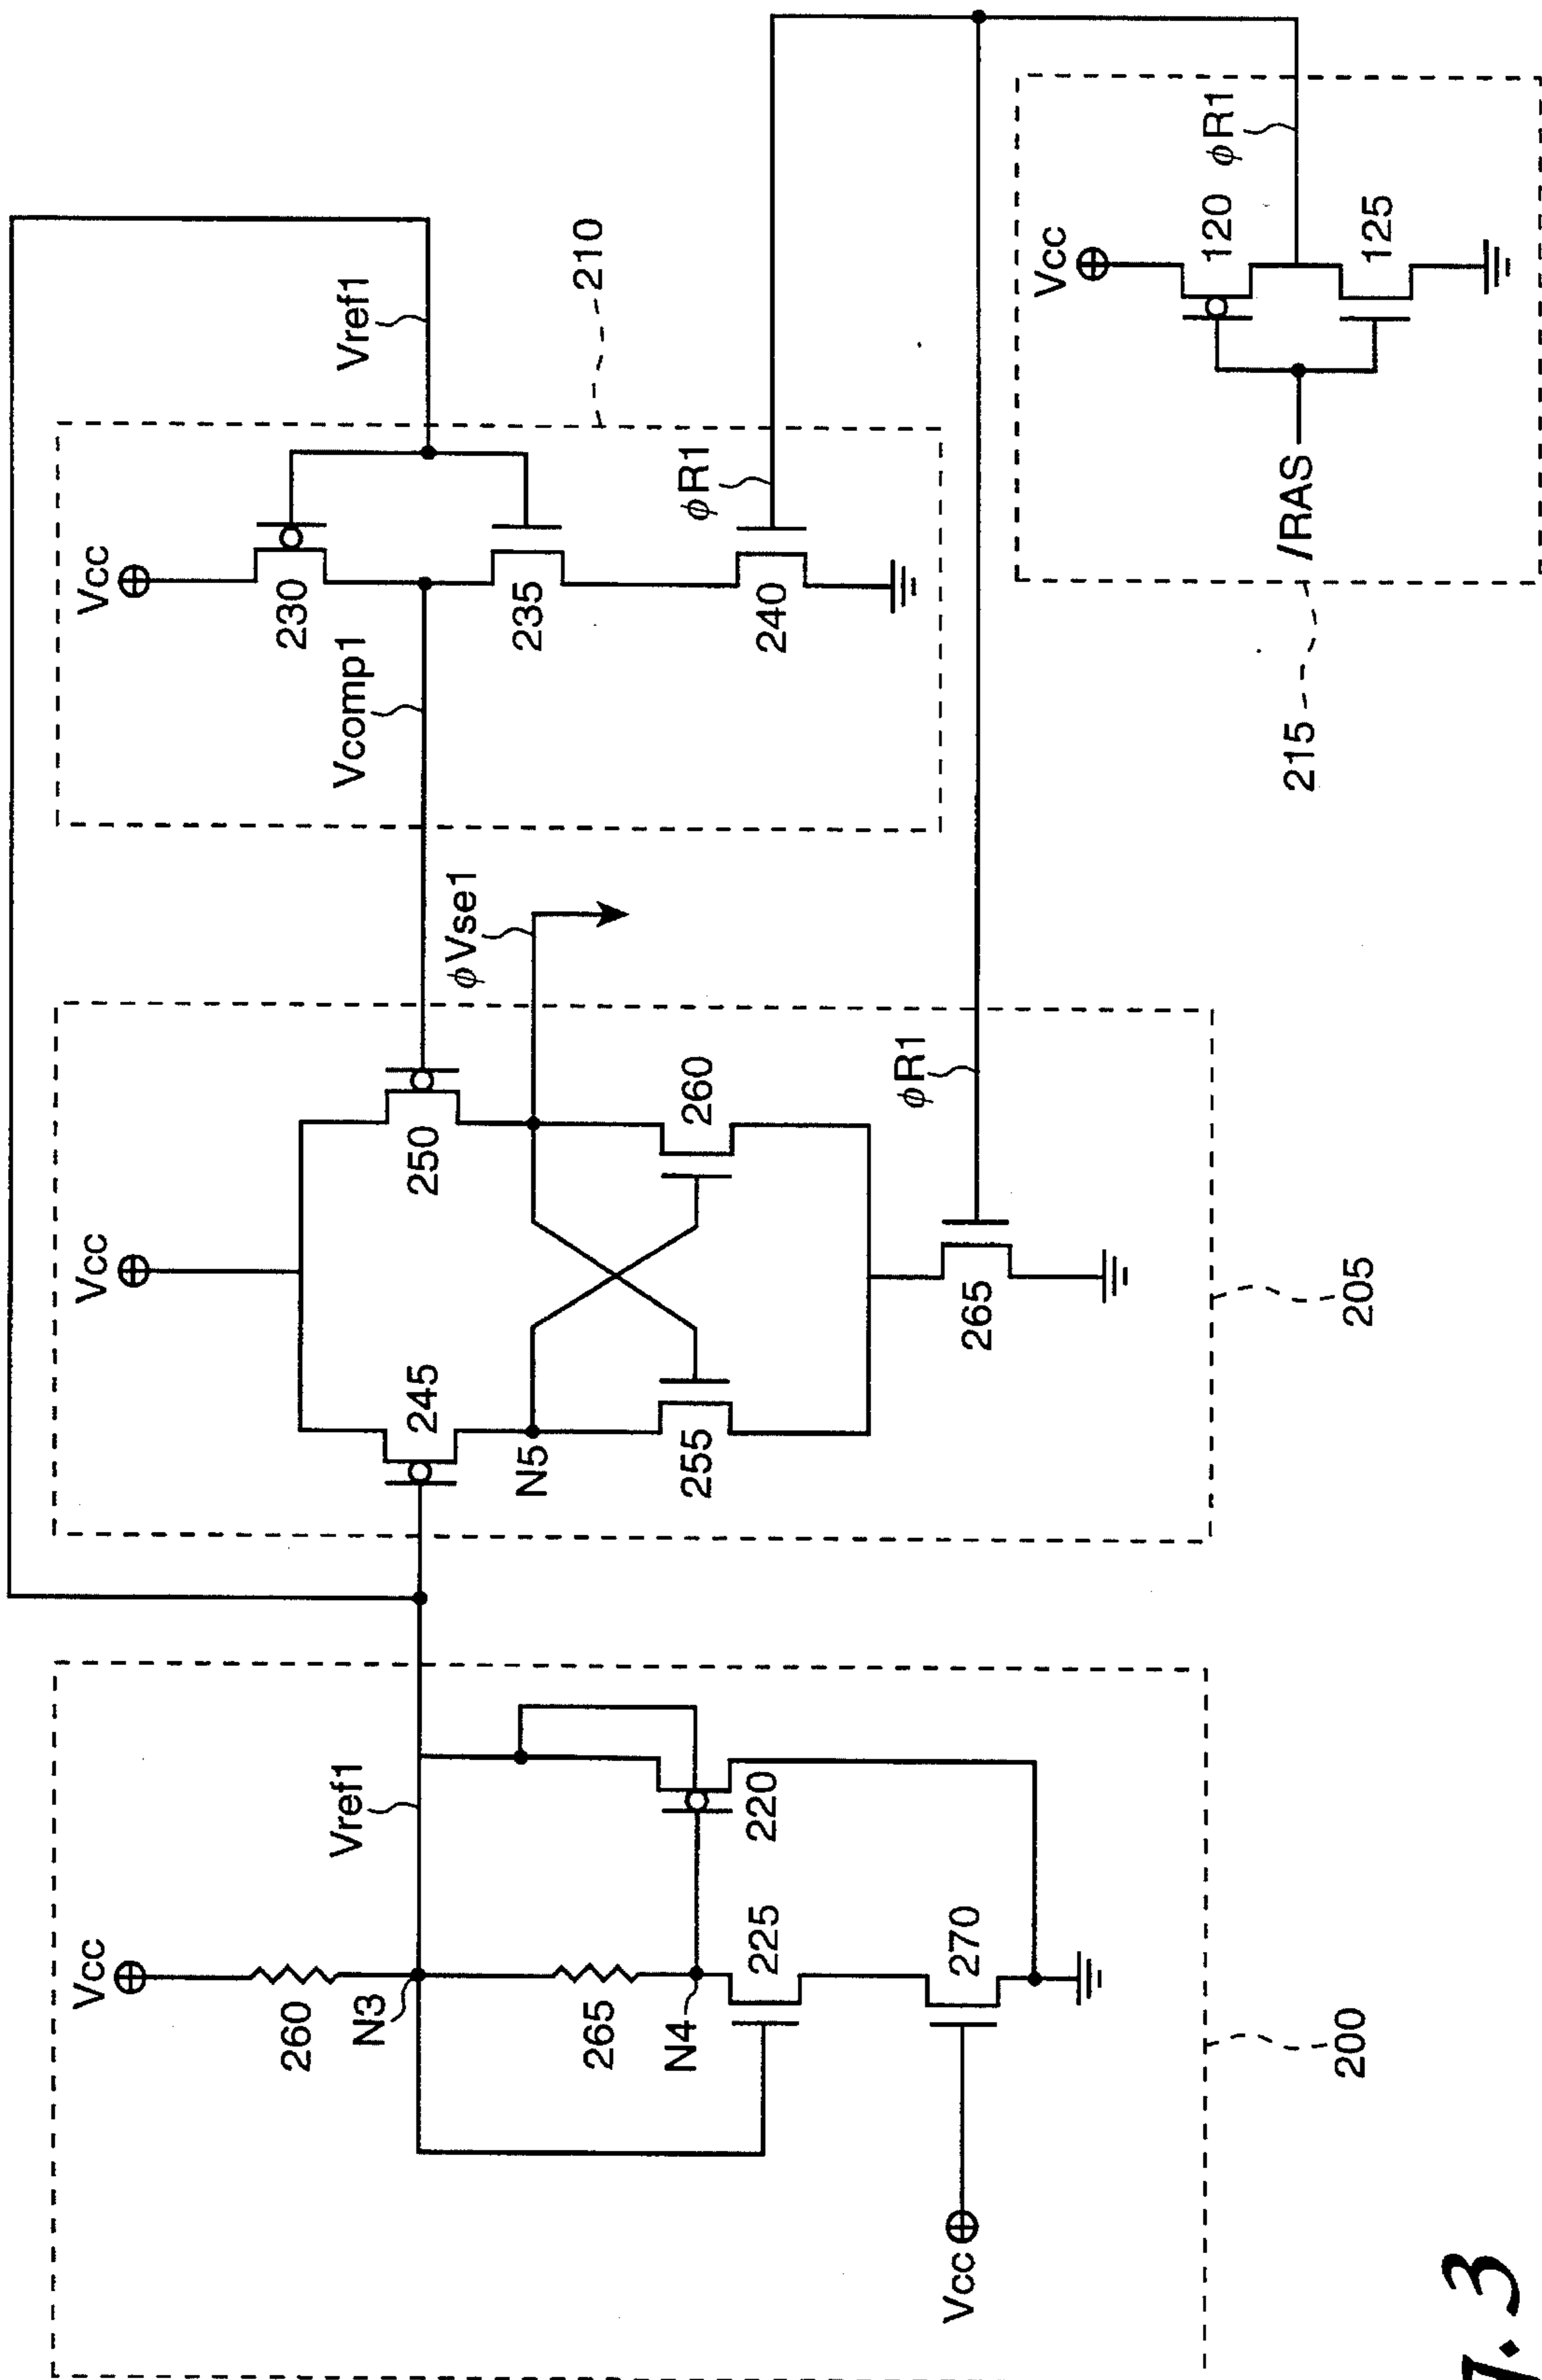 Vcc
260
N3
Vref1
265
N4
225
220
270
Vcc
200
Vcc
245
250
N5
255
260
φVse1
265
φR1
205
Vcc
230
Vcomp1
235
Vref1
240
φR1
210
Vcc
120
φR1
125
/RAS
215
7.3